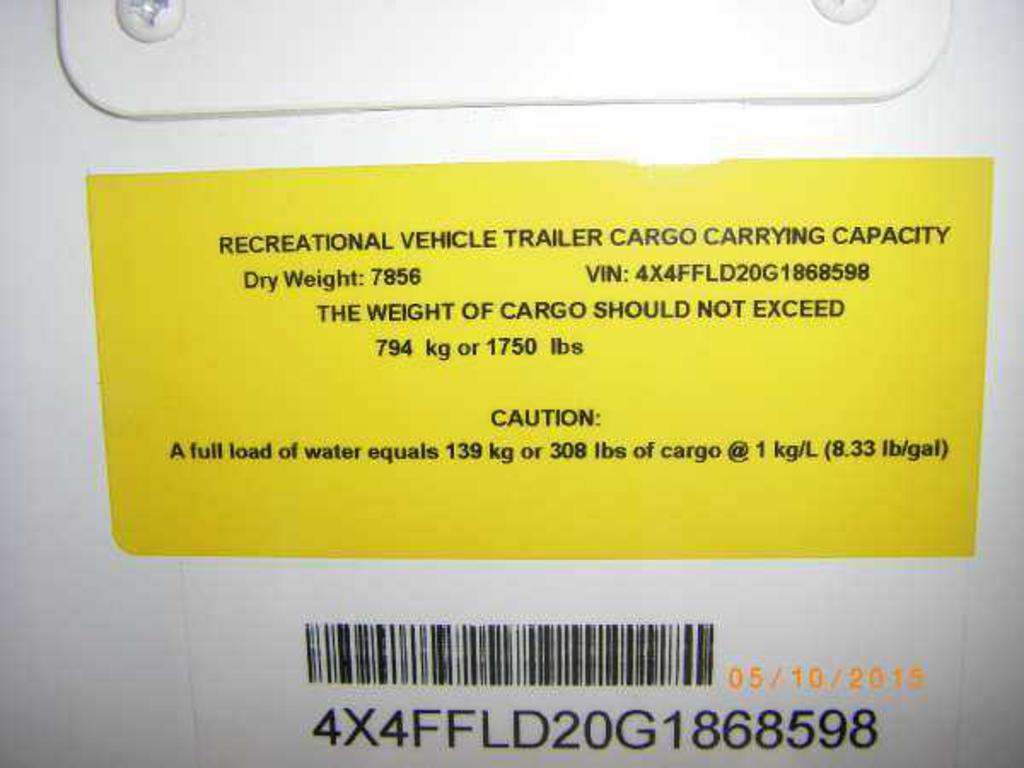 RECREATIONAL VEHICLE TRAILER CARGO CARRYING CAPACITY
Dry Weight: 7856 VIN: 4X4FFLD20G1868598
THE WEIGHT OF CARGO SHOULD NOT EXCEED
794 kg or 1750 lbs
CAUTION:
A full load of water equals 139 kg or 308 lbs of cargo @ 1 kg/L (8.33 lb/gal)
05/10/2015
4X4FFLD20G1868598